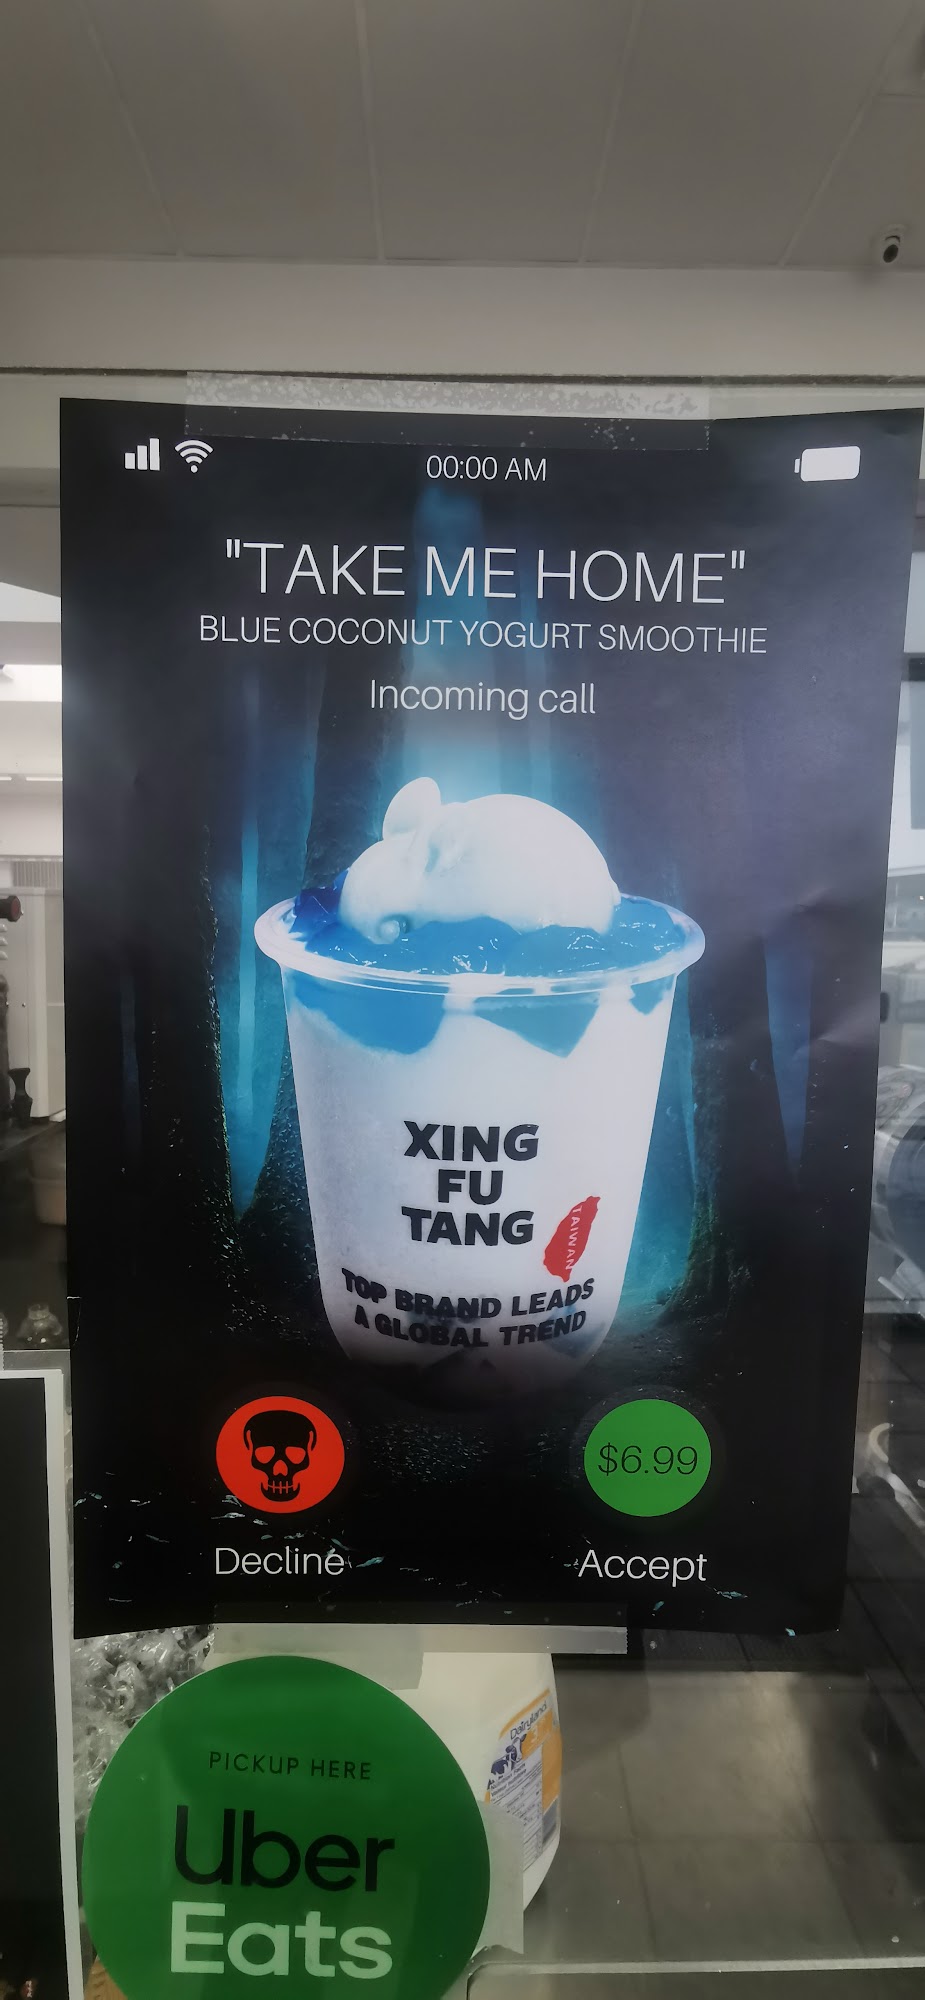 00:00 AM
"TAKE ME HOME"
BLUE COCONUT YOGURT SMOOTHIE
Incoming call
XING
FU
TANG
TAIWAN
TOP BRAND LEADS
A GLOBAL TREND
$6.99
Decline
Accept
PICKUP HERE
Uber
Eats
Dairyland